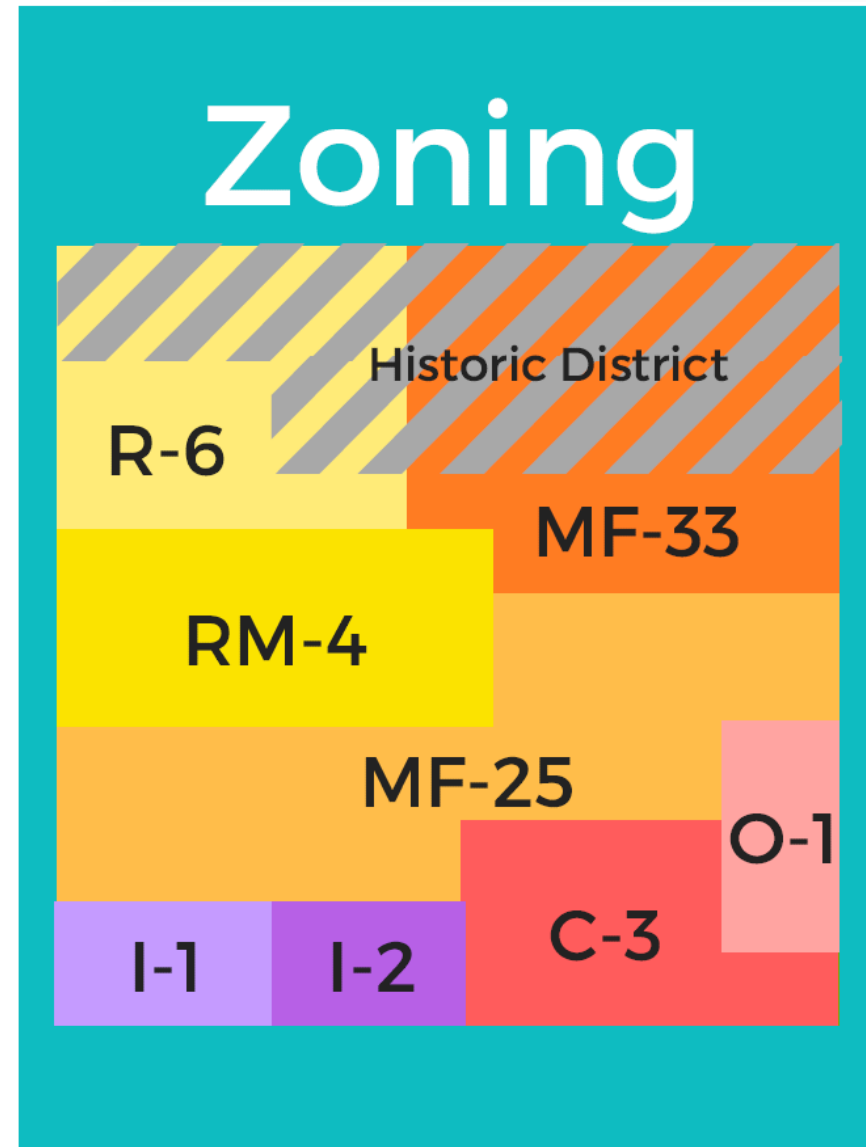 Zoning
Historic District
R-6
MF-33
RM-4
MF-25
O-1
C-3
I-1
I-2